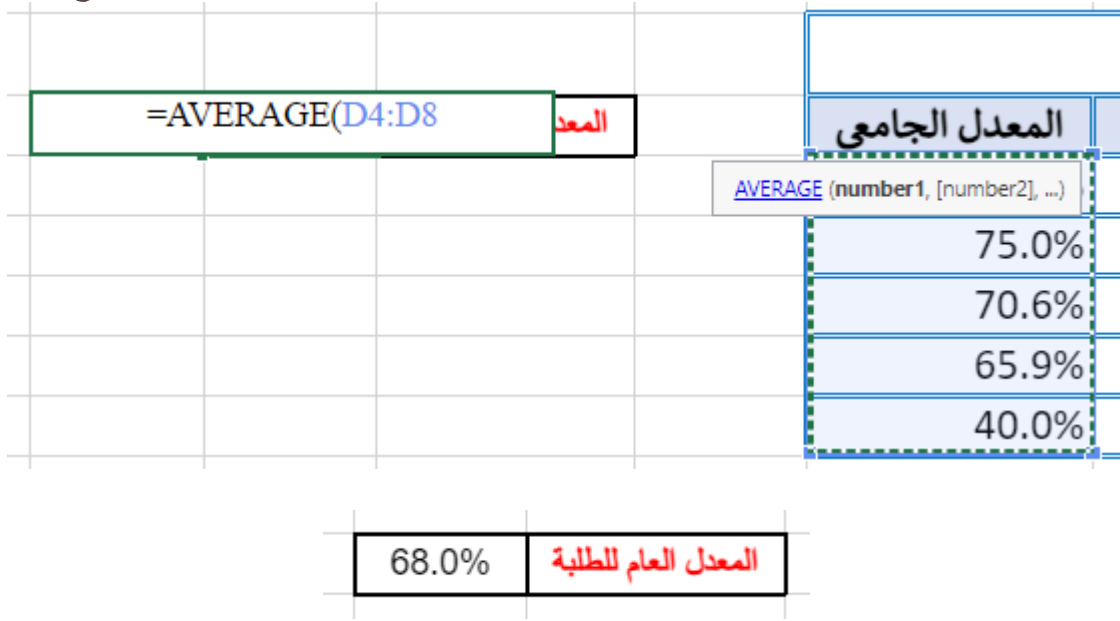 =AVERAGE(D4:D8
المعد
المعدل الجامعي
AVERAGE (number1, [number2], ...)
75.0%
70.6%
65.9%
40.0%
68.0%
المعدل العام للطلبة